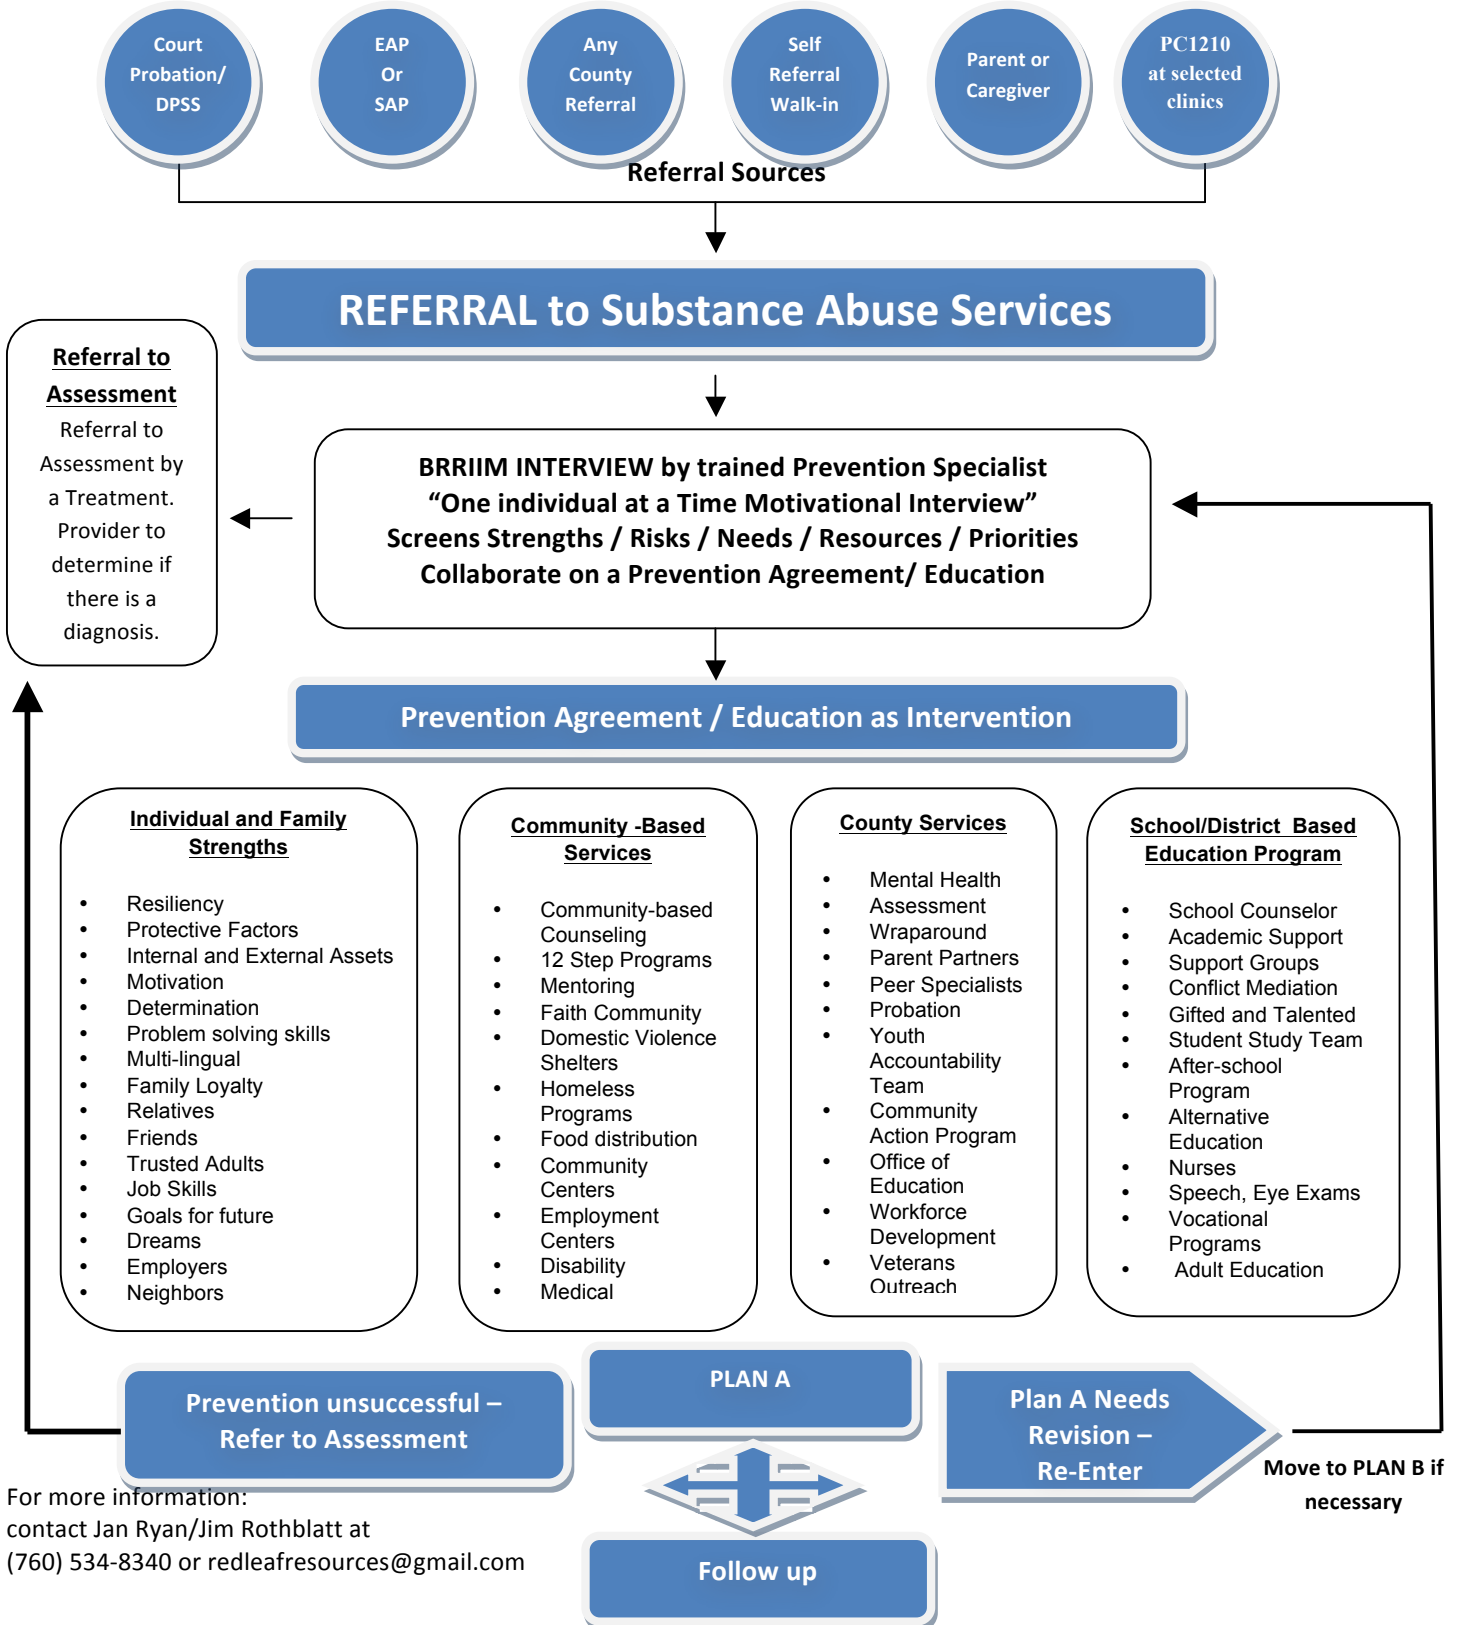 Court
Probation/
DPSS
EAP
Or
SAP
Any
County
Referral
Self
Referral
Walk-in
Parent or
Caregiver
PC1210
at selected
clinics
Referral Sources
REFERRAL to Substance Abuse Services
Referral to
Assessment
Referral to
Assessment by
a Treatment.
Provider to
determine if
there is a
diagnosis.
BRRIIM INTERVIEW by trained Prevention Specialist
“One individual at a Time Motivational Interview”
Screens Strengths / Risks / Needs / Resources / Priorities
Collaborate on a Prevention Agreement/ Education
Prevention Agreement / Education as Intervention
Individual and Family
Strengths
• Resiliency
• Protective Factors
• Internal and External Assets
• Motivation
• Determination
• Problem solving skills
• Multi-lingual
• Family Loyalty
• Relatives
• Friends
• Trusted Adults
• Job Skills
• Goals for future
• Dreams
• Employers
• Neighbors
Community -Based
Services
• Community-based
Counseling
• 12 Step Programs
• Mentoring
• Faith Community
• Domestic Violence
Shelters
• Homeless
Programs
• Food distribution
• Community
Centers
• Employment
Centers
• Disability
• Medical
County Services
• Mental Health
• Assessment
• Wraparound
• Parent Partners
• Peer Specialists
• Probation
• Youth
Accountability
Team
• Community
Action Program
• Office of
Education
• Workforce
Development
• Veterans
Outreach
School/District Based
Education Program
• School Counselor
• Academic Support
• Support Groups
• Conflict Mediation
• Gifted and Talented
• Student Study Team
• After-school
Program
• Alternative
Education
• Nurses
• Speech, Eye Exams
• Vocational
Programs
• Adult Education
Prevention unsuccessful –
Refer to Assessment
PLAN A
Plan A Needs
Revision –
Re-Enter
Move to PLAN B if
necessary
Follow up
For more information:
contact Jan Ryan/Jim Rothblatt at
(760) 534-8340 or redleafresources@gmail.com